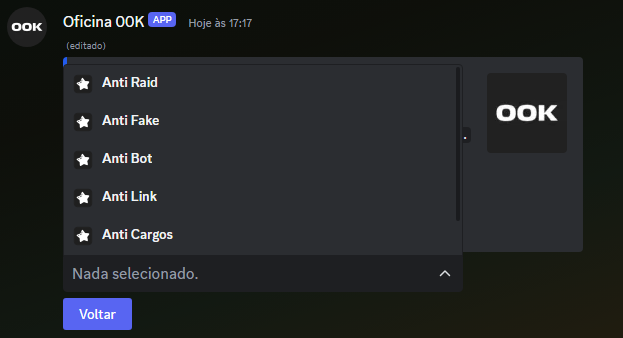 OOK
Oficina OOK APP Hoje às 17:17
(editado)
Anti Raid
OOK
Anti Fake
.
Anti Bot
Anti Link
Anti Cargos
Nada selecionado.
Voltar